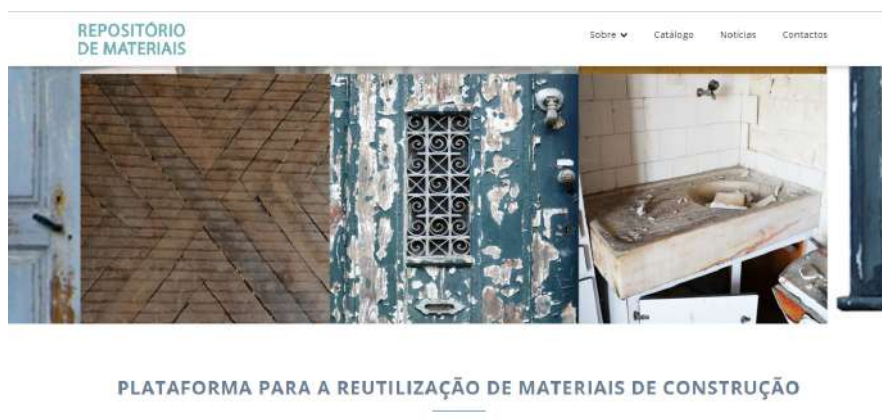 REPOSITÓRIO
DE MATERIAIS
Sobre Catálogo Notícias Contactos
PLATAFORMA PARA A REUTILIZAÇÃO DE MATERIAIS DE CONSTRUÇÃO